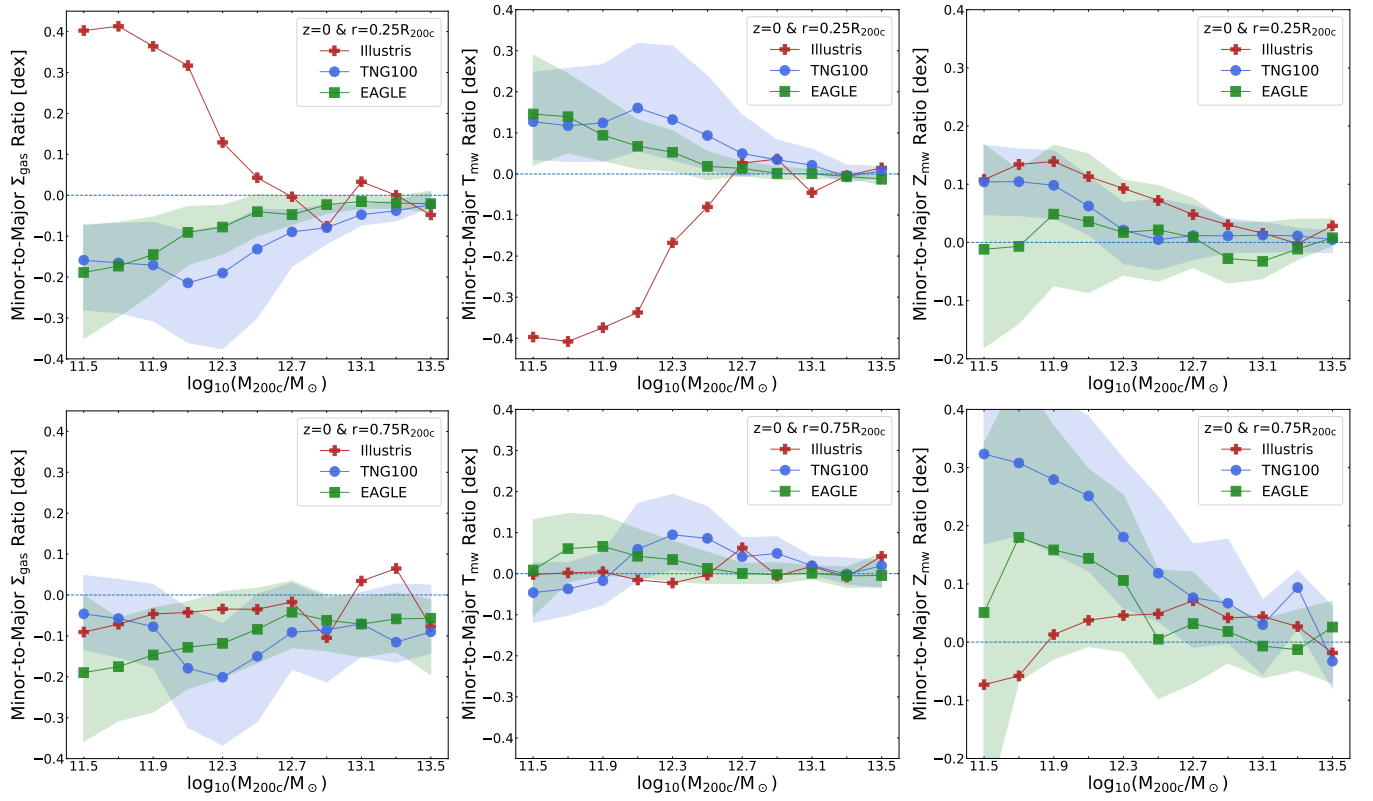 Minor-to-Major Σgas Ratio [dex]
0.4
0.3
0.2
0.1
0.0
−0.1
−0.2
−0.3
−0.4
z=0 & r=0.25R200c
Illustris
TNG100
EAGLE
11.5 11.9 12.3 12.7 13.1 13.5
log10(M200c/M⊙)
Minor-to-Major Tmw Ratio [dex]
0.4
0.3
0.2
0.1
0.0
−0.1
−0.2
−0.3
−0.4
z=0 & r=0.25R200c
Illustris
TNG100
EAGLE
11.5 11.9 12.3 12.7 13.1 13.5
log10(M200c/M⊙)
Minor-to-Major Zmw Ratio [dex]
0.4
0.3
0.2
0.1
0.0
−0.1
−0.2
z=0 & r=0.25R200c
Illustris
TNG100
EAGLE
11.5 11.9 12.3 12.7 13.1 13.5
log10(M200c/M⊙)
Minor-to-Major Σgas Ratio [dex]
0.4
0.3
0.2
0.1
0.0
−0.1
−0.2
−0.3
−0.4
z=0 & r=0.75R200c
Illustris
TNG100
EAGLE
11.5 11.9 12.3 12.7 13.1 13.5
log10(M200c/M⊙)
Minor-to-Major Tmw Ratio [dex]
0.4
0.3
0.2
0.1
0.0
−0.1
−0.2
−0.3
−0.4
z=0 & r=0.75R200c
Illustris
TNG100
EAGLE
11.5 11.9 12.3 12.7 13.1 13.5
log10(M200c/M⊙)
Minor-to-Major Zmw Ratio [dex]
0.4
0.3
0.2
0.1
0.0
−0.1
−0.2
z=0 & r=0.75R200c
Illustris
TNG100
EAGLE
11.5 11.9 12.3 12.7 13.1 13.5
log10(M200c/M⊙)